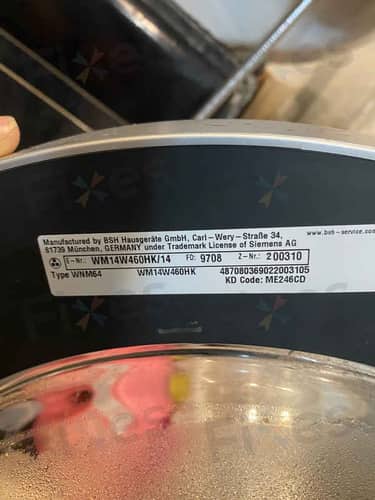 Manufactured by BSH Hausgeräte GmbH, Carl - Wery - Straße 34,
81739 München, GERMANY under Trademark License of Siemens AG
www.bsh-service.com
E-Nr.: WM14W460HK/14 FD: 9708 Z-Nr.: 200310
Type WNM64 WM14W460HK 487080369022003105
KD Code: ME246CD